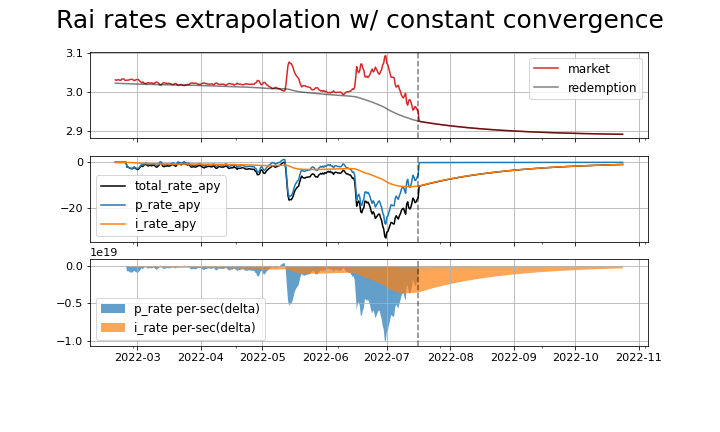 Rai rates extrapolation w/ constant convergence
3.1
3.0
2.9
market
redemption
0
−20
total_rate_apy
p_rate_apy
i_rate_apy
1e19
0.0
−0.5
−1.0
p_rate per-sec(delta)
i_rate per-sec(delta)
2022-03 2022-04 2022-05 2022-06 2022-07 2022-08 2022-09 2022-10 2022-11